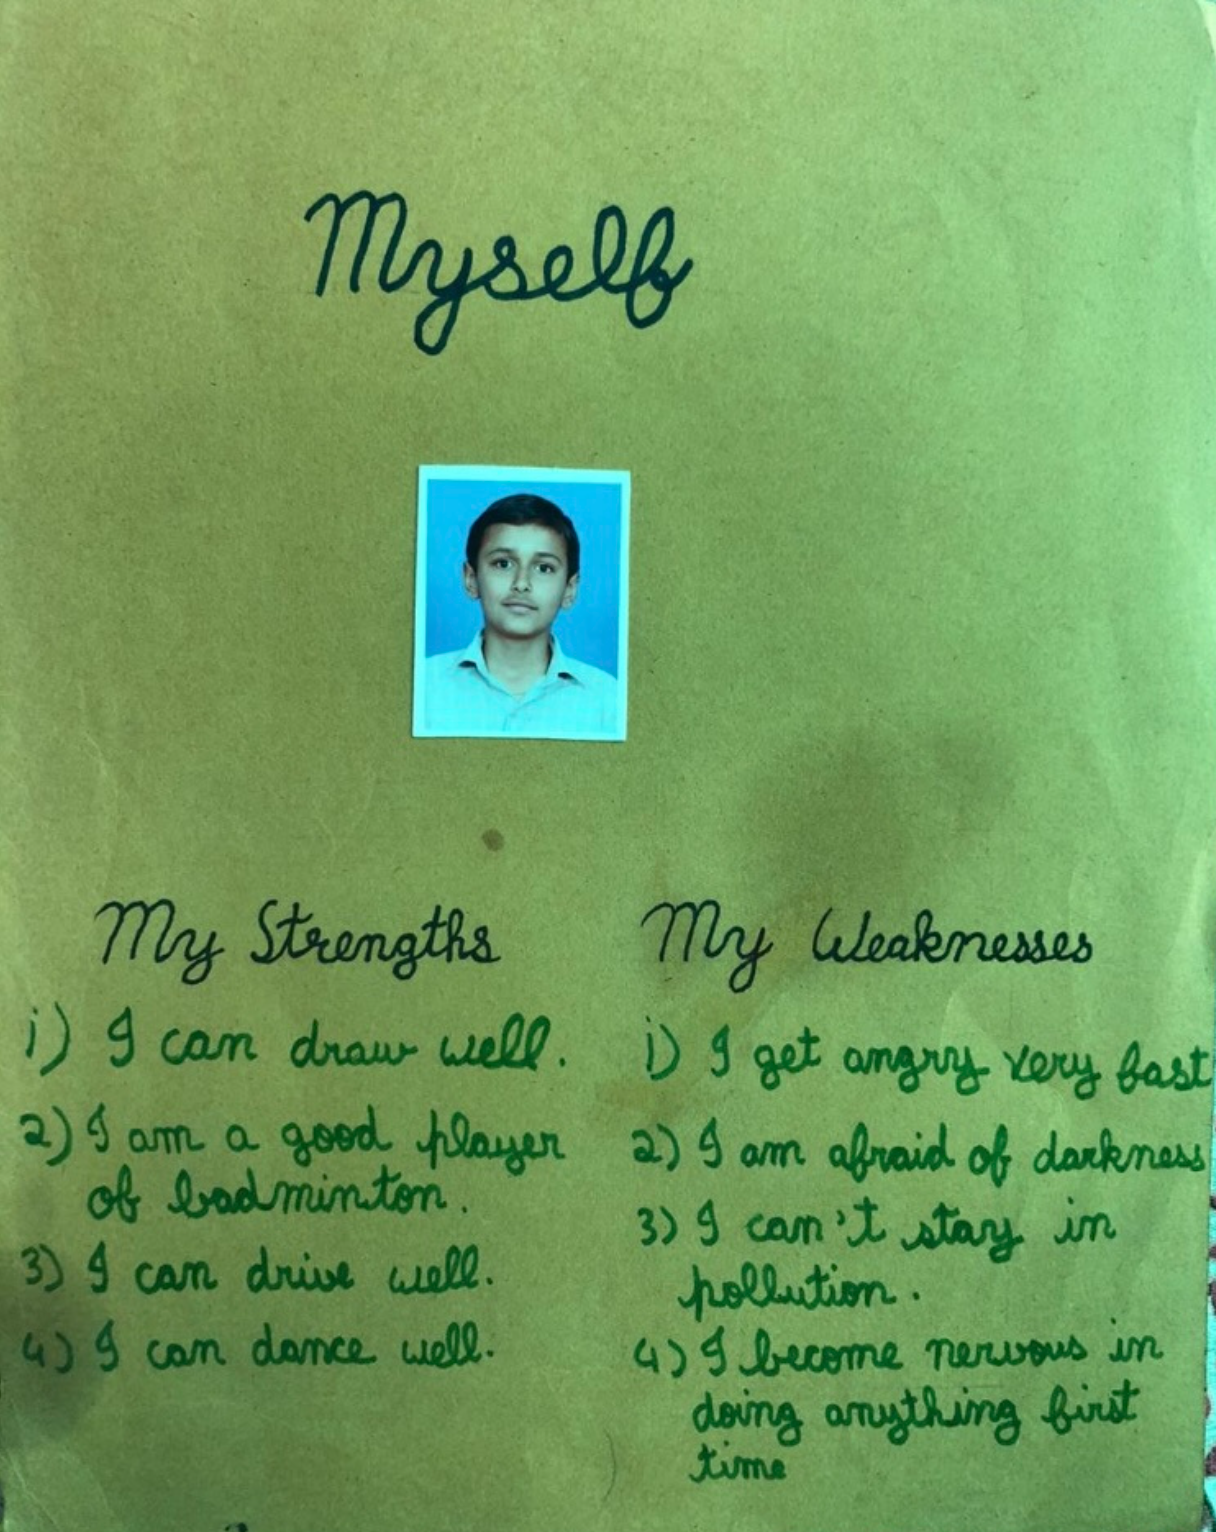 Myself
My Strengths
i) I can draw well.
2) I am a good player
of badminton.
3) I can drive well.
4) I can dance well.
My Weaknesses
i) I get angry very fast
2) I am afraid of darkness
3) I can't stay in
pollution.
4) I become nervous in
doing anything first
time